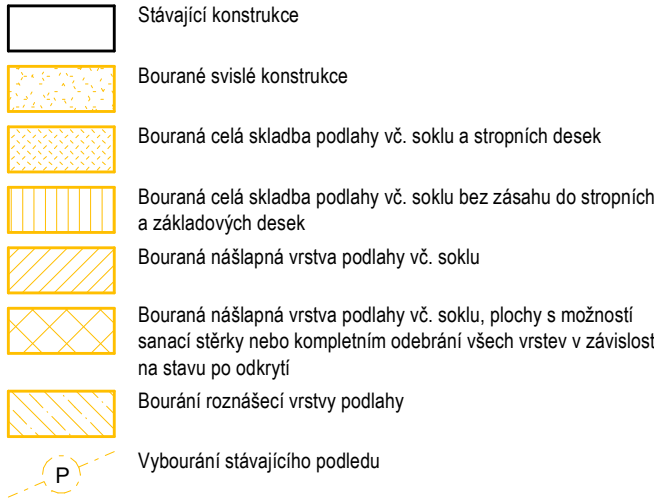 Stávající konstrukce
Bourané svislé konstrukce
Bouraná celá skladba podlahy vč. soklu a stropních desek
Bouraná celá skladba podlahy vč. soklu bez zásahu do stropních
a základových desek
Bouraná nášlapná vrstva podlahy vč. soklu
Bouraná nášlapná vrstva podlahy vč. soklu, plochy s možností
sanací stěrky nebo kompletním odebrání všech vrstev v závislost
na stavu po odkrytí
Bourání roznášecí vrstvy podlahy
P
Vybourání stávajícího podledu